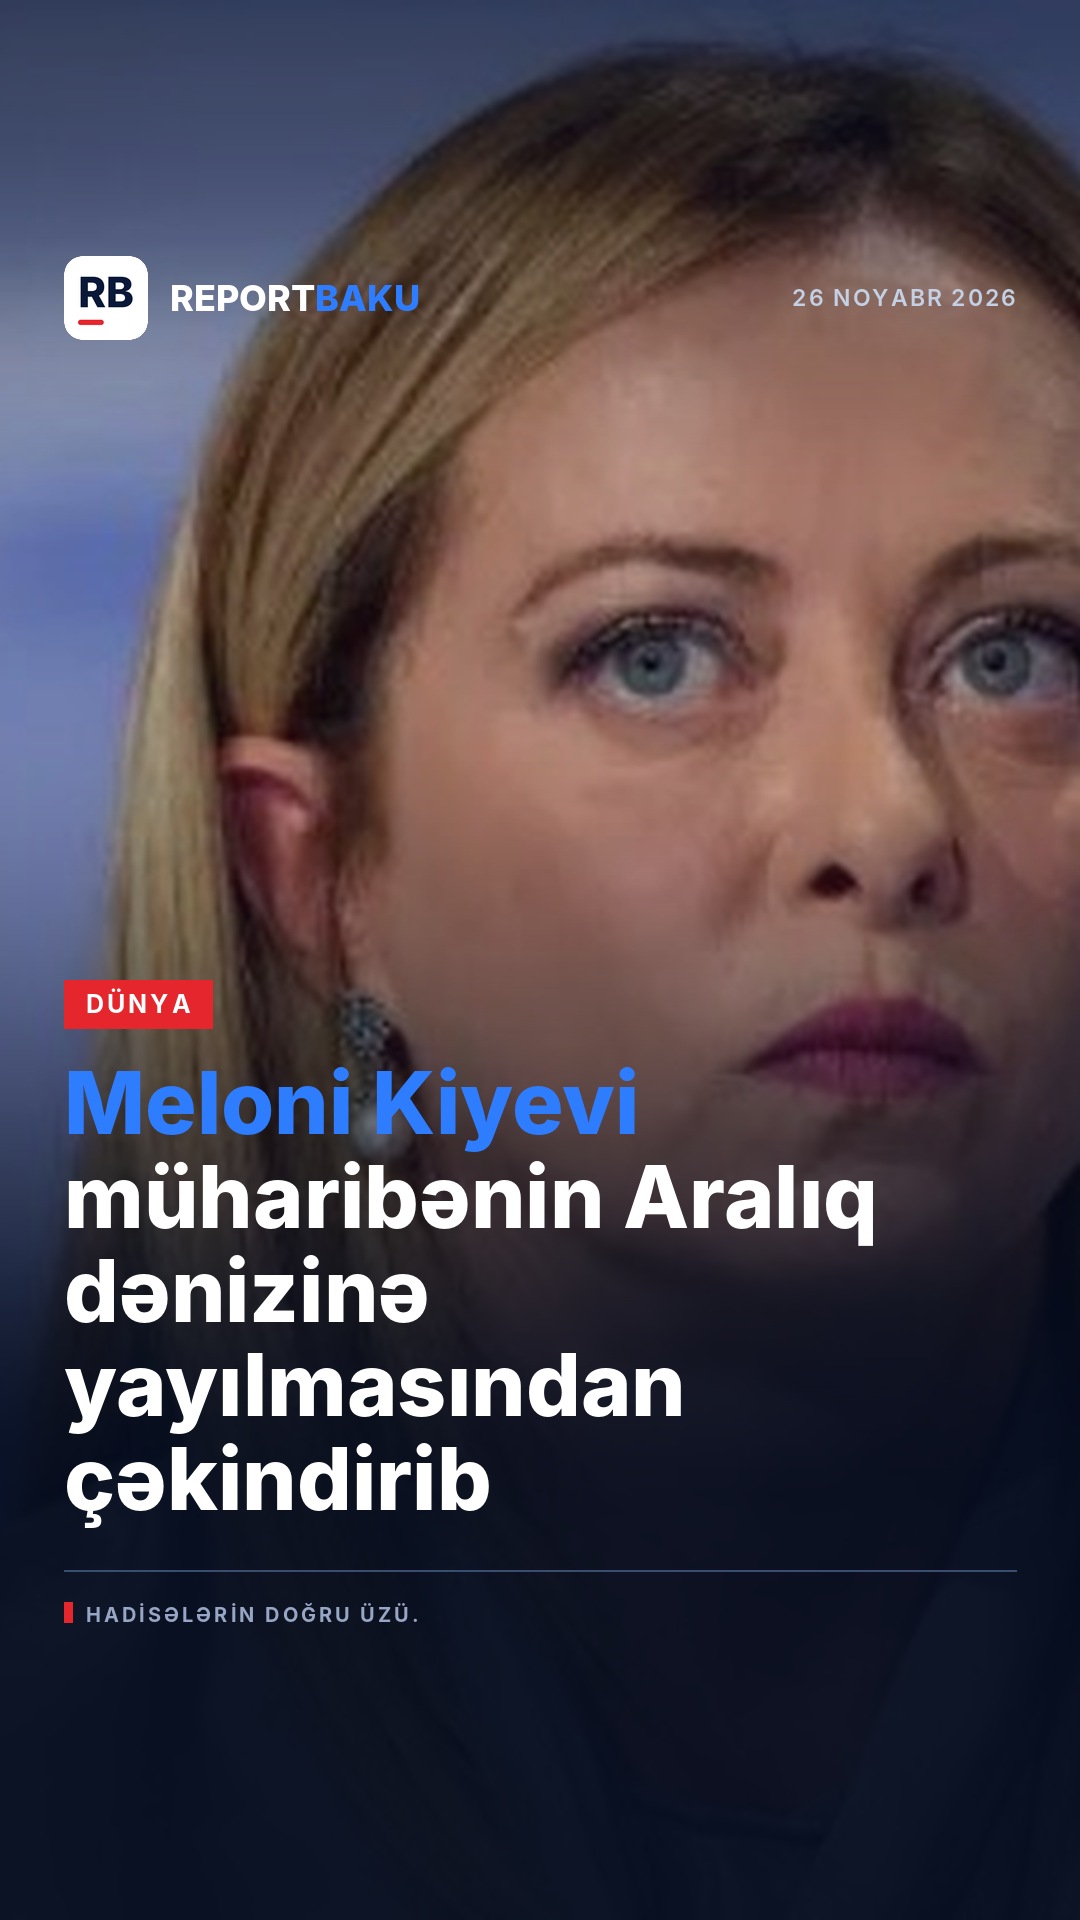 RB
REPORTBAKU
26 NOYABR 2026
DÜNYA
Meloni Kiyevi
müharibənin Aralıq
dənizinə
yayılmasından
çəkindirib
HADİSƏLƏRİN DOĞRU ÜZÜ.